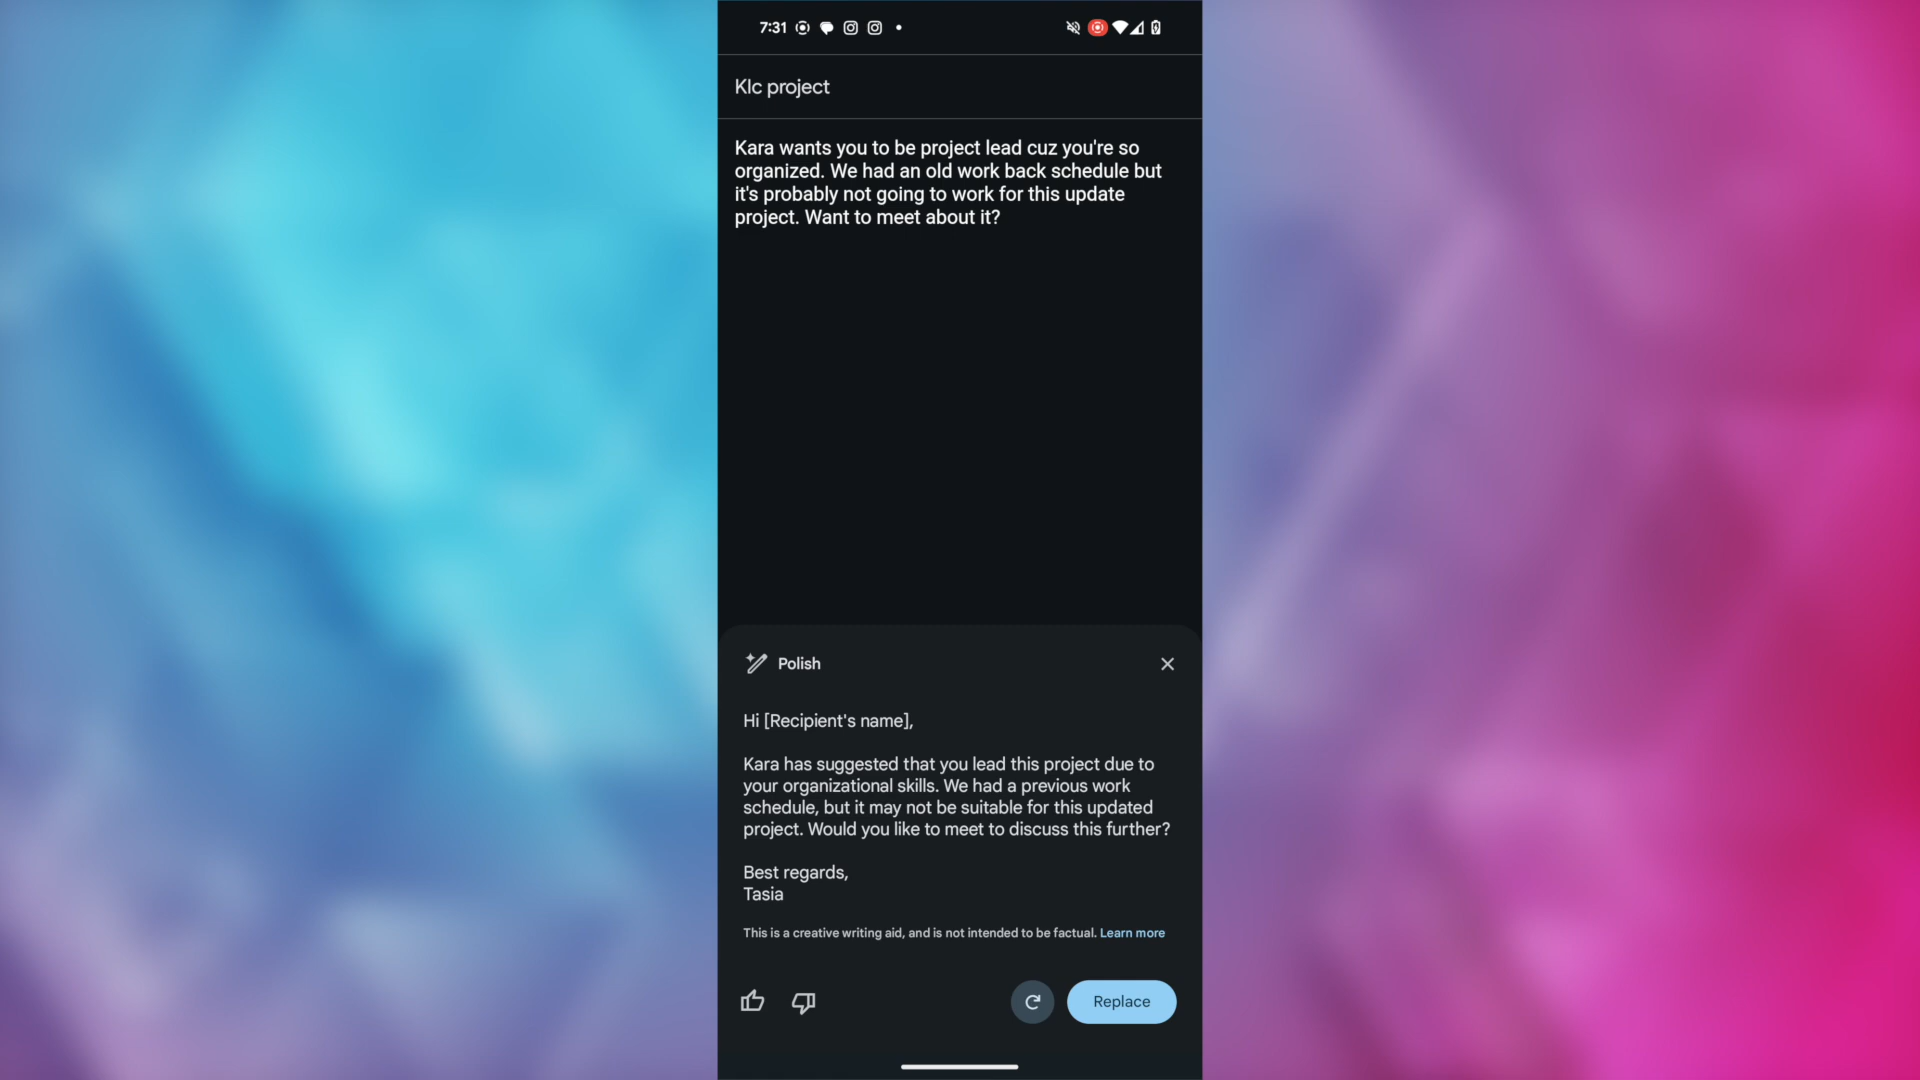 7:31
Klc project
Kara wants you to be project lead cuz you're so
organized. We had an old work back schedule but
it's probably not going to work for this update
project. Want to meet about it?
Polish
Hi [Recipient's name],
Kara has suggested that you lead this project due to
your organizational skills. We had a previous work
schedule, but it may not be suitable for this updated
project. Would you like to meet to discuss this further?
Best regards,
Tasia
This is a creative writing aid, and is not intended to be factual. Learn more
Replace